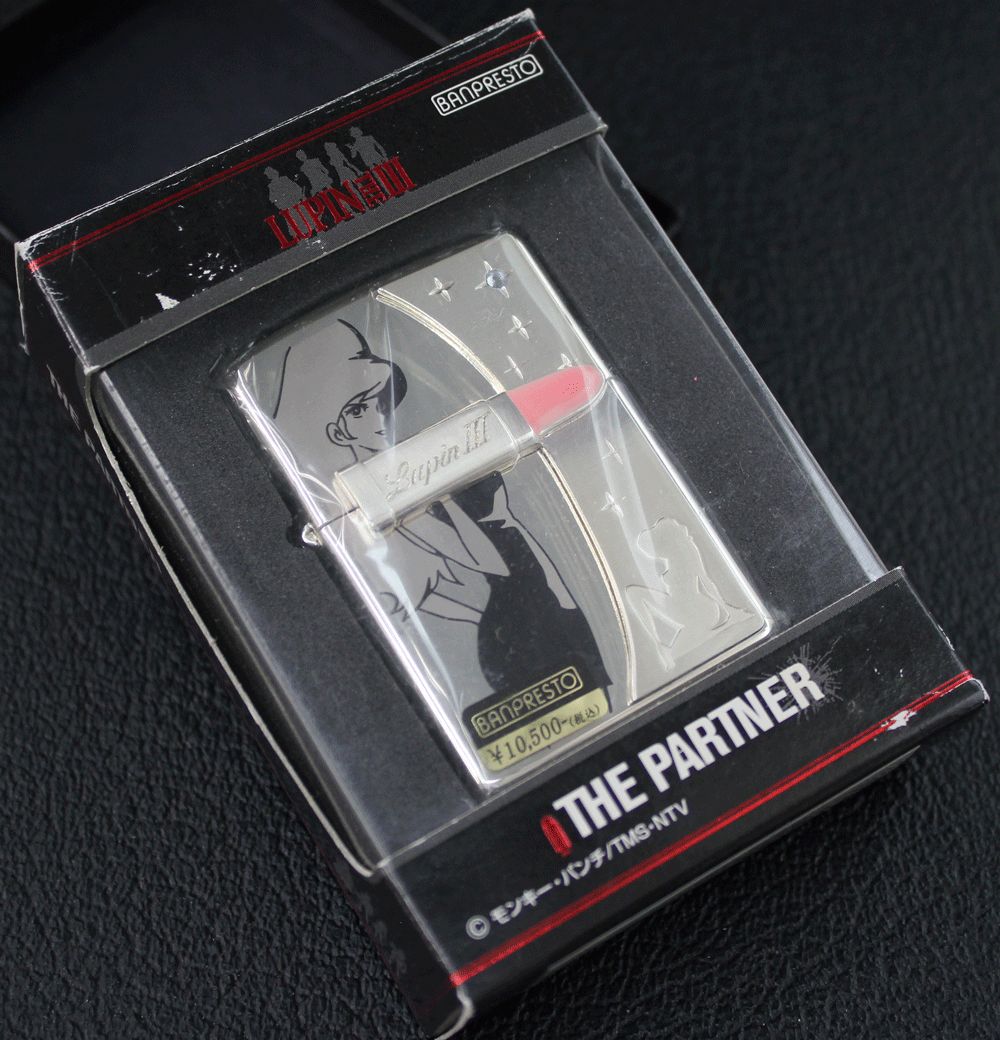 BANPRESTO
LUPIN THE III
Lupin III
BANPRESTO
¥10,500-(税込)
THE PARTNER
© モンキー・パンチ/TMS・NTV